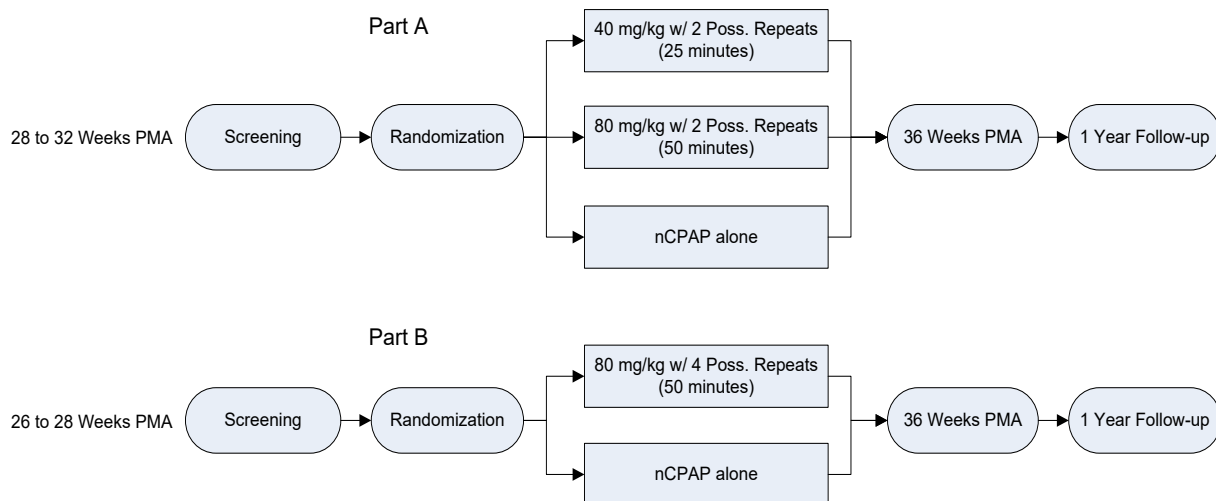 Part A
40 mg/kg w/ 2 Poss. Repeats
(25 minutes)
28 to 32 Weeks PMA
Screening
Randomization
80 mg/kg w/ 2 Poss. Repeats
(50 minutes)
36 Weeks PMA
1 Year Follow-up
nCPAP alone
Part B
80 mg/kg w/ 4 Poss. Repeats
(50 minutes)
26 to 28 Weeks PMA
Screening
Randomization
36 Weeks PMA
1 Year Follow-up
nCPAP alone